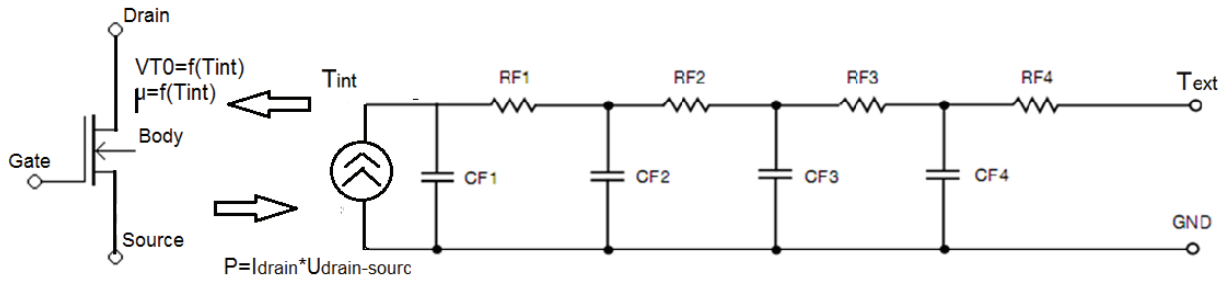 Drain
VT0=f(Tint)
µ=f(Tint)
Body
Gate
Source
P=Idrain*Udrain-sourc
Tint
RF1
RF2
RF3
RF4
Text
CF1
CF2
CF3
CF4
GND